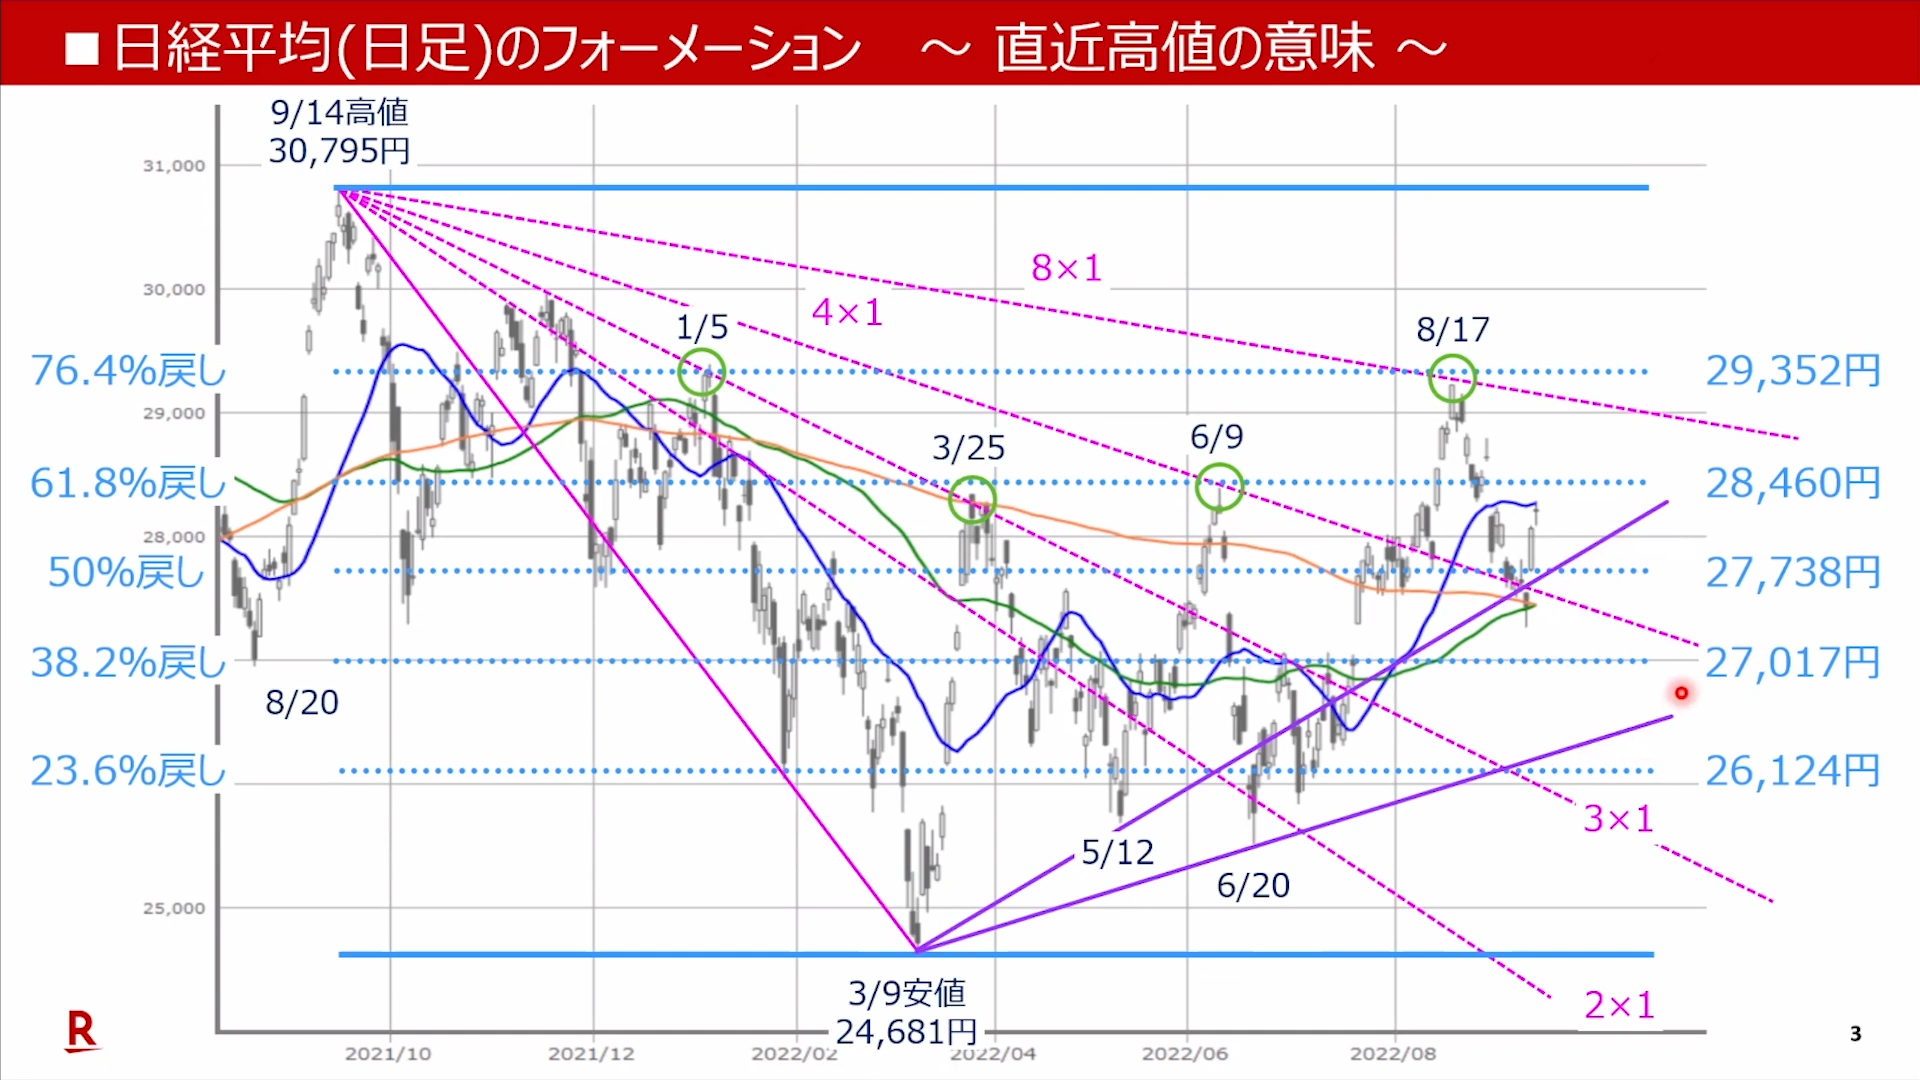 ■日経平均(日足)のフォーメーション　～ 直近高値の意味 ～
9/14高値
30,795円
31,000
30,000
29,000
28,000
25,000
76.4%戻し
61.8%戻し
50%戻し
38.2%戻し
23.6%戻し
8/20
1/5
3/25
6/9
8/17
4×1
8×1
3×1
2×1
5/12
6/20
29,352円
28,460円
27,738円
27,017円
26,124円
3/9安値
24,681円
2021/10
2021/12
2022/02
2022/04
2022/06
2022/08
R
3